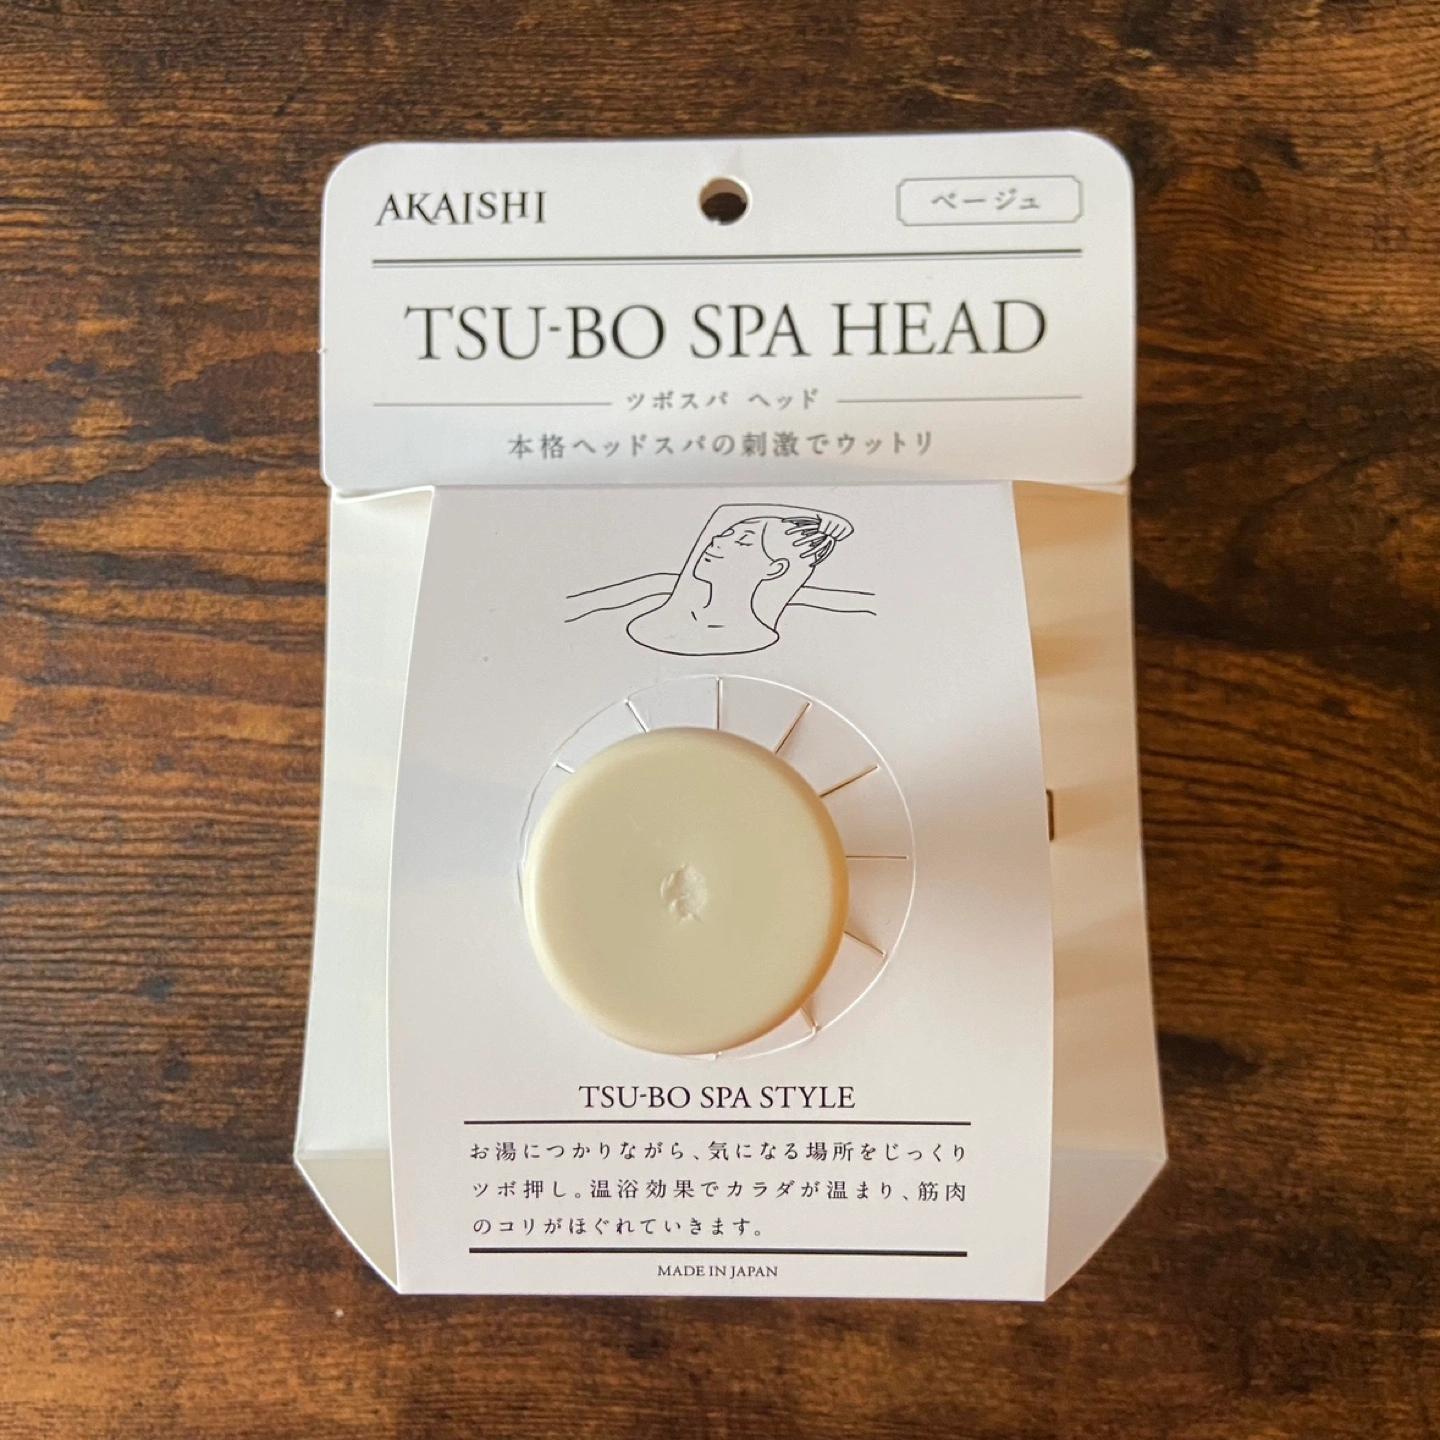 AKAISHI
ベージュ
TSU-BO SPA HEAD
ツボスパ ヘッド
本格ヘッドスパの刺激でウットリ
TSU-BO SPA STYLE
お湯につかりながら、気になる場所をじっくり
ツボ押し。温浴効果でカラダが温まり、筋肉
のコリがほぐれていきます。
MADE IN JAPAN